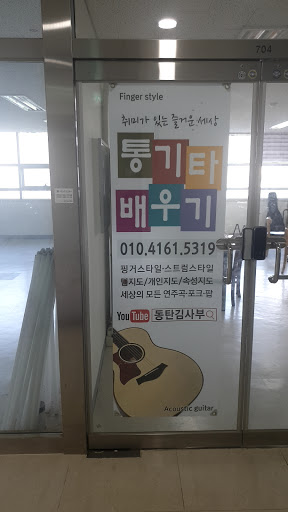 704
Finger style
취미가 있는 즐거운 세상
통기타
배우기
010.4161.5319
핑거스타일·스트럼스타일
뗄지도/개인지도/속성지도
세상의 모든 연주곡·포크·팝
YouTube 동탄김사부
Acoustic guitar